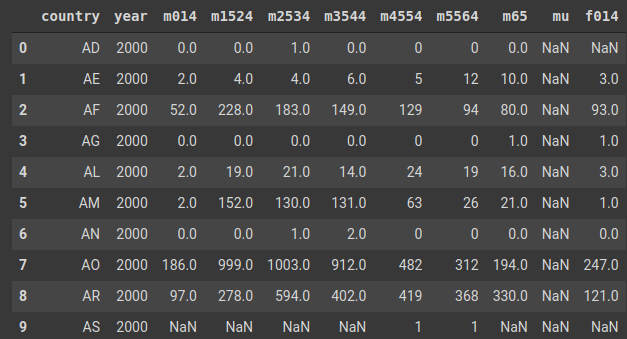 country year m014 m1524 m2534 m3544 m4554 m5564 m65 mu f014
0 AD 2000 0.0 0.0 1.0 0.0 0 0 0.0 NaN NaN
1 AE 2000 2.0 4.0 4.0 6.0 5 12 10.0 NaN 3.0
2 AF 2000 52.0 228.0 183.0 149.0 129 94 80.0 NaN 93.0
3 AG 2000 0.0 0.0 0.0 0.0 0 0 1.0 NaN 1.0
4 AL 2000 2.0 19.0 21.0 14.0 24 19 16.0 NaN 3.0
5 AM 2000 2.0 152.0 130.0 131.0 63 26 21.0 NaN 1.0
6 AN 2000 0.0 0.0 1.0 2.0 0 0 0.0 NaN 0.0
7 AO 2000 186.0 999.0 1003.0 912.0 482 312 194.0 NaN 247.0
8 AR 2000 97.0 278.0 594.0 402.0 419 368 330.0 NaN 121.0
9 AS 2000 NaN NaN NaN NaN 1 1 NaN NaN NaN